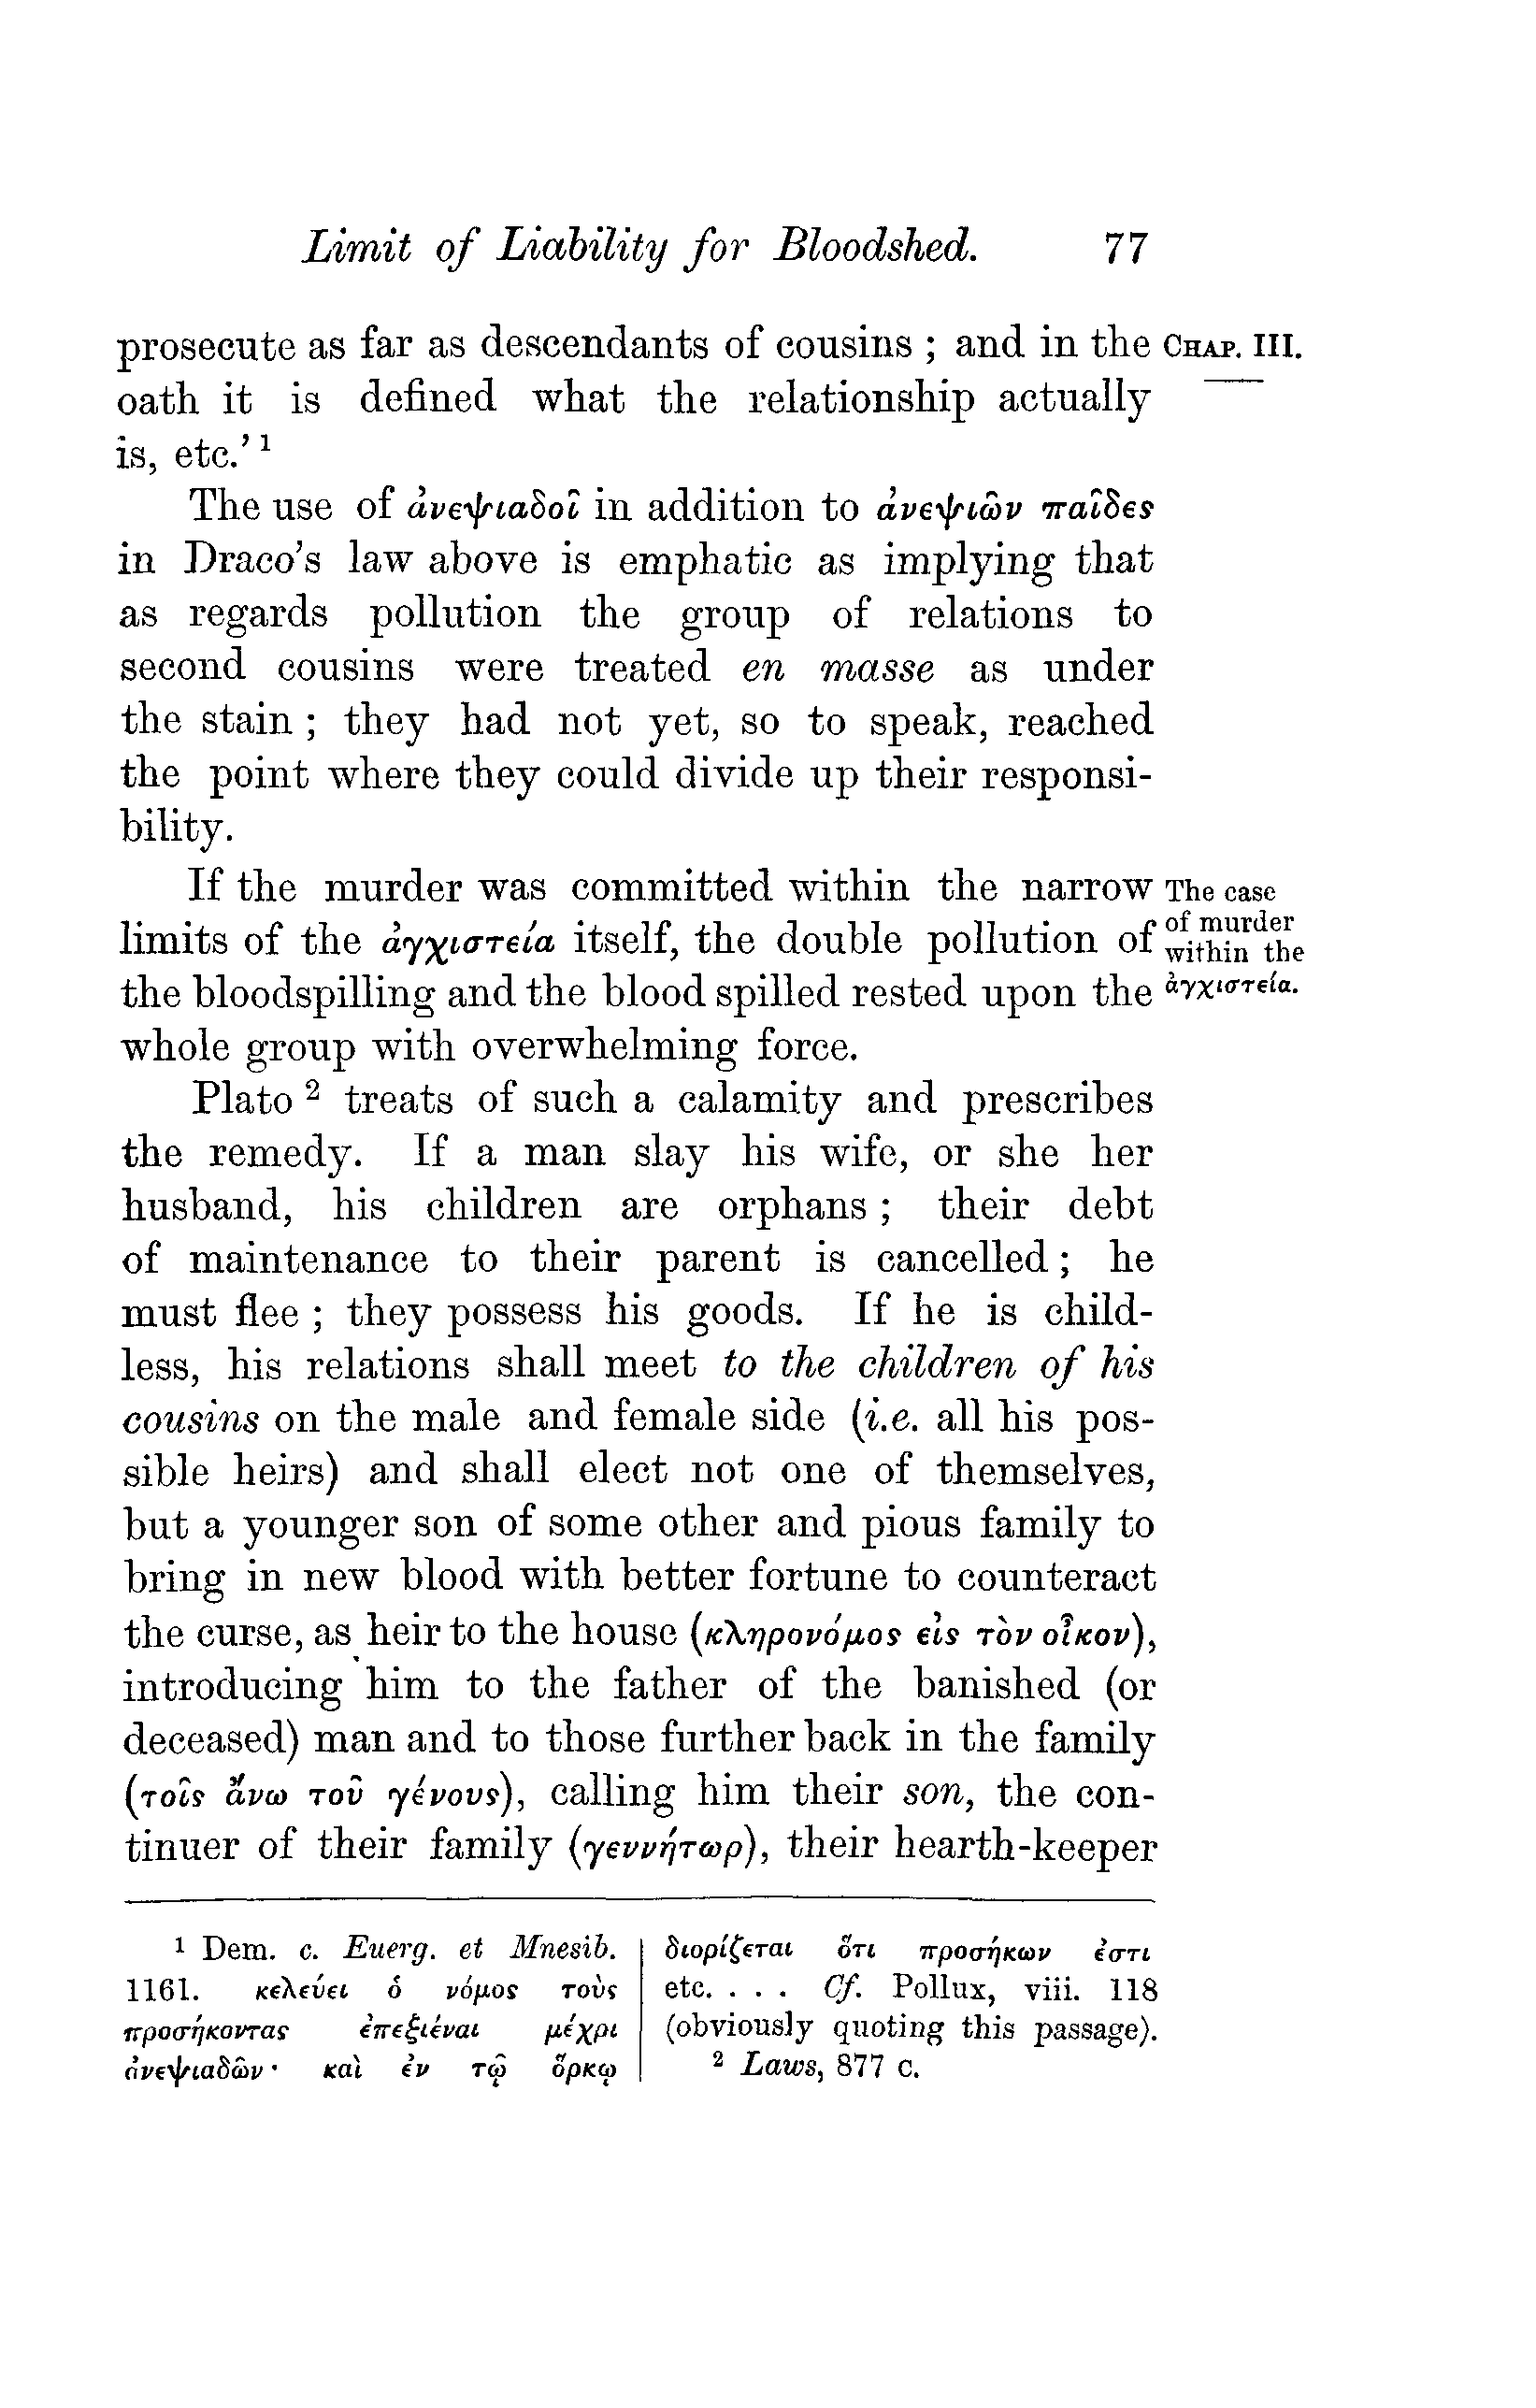 Limit of Liability for Bloodshed. 77
prosecute as far as descendants of cousins ; and in the CHAP. III.
oath it is defined what the relationship actually
is, etc.’ ¹
The use of ἀνεψιαδοῖ in addition to ἀνεψιῶν παῖδες
in Draco’s law above is emphatic as implying that
as regards pollution the group of relations to
second cousins were treated en masse as under
the stain ; they had not yet, so to speak, reached
the point where they could divide up their responsi-
bility.
If the murder was committed within the narrow
limits of the ἀγχιστεία itself, the double pollution of
the bloodspilling and the blood spilled rested upon the
whole group with overwhelming force.
The case
of murder
within the
ἀγχιστεία.
Plato ² treats of such a calamity and prescribes
the remedy. If a man slay his wife, or she her
husband, his children are orphans ; their debt
of maintenance to their parent is cancelled ; he
must flee ; they possess his goods. If he is child-
less, his relations shall meet to the children of his
cousins on the male and female side (i.e. all his pos-
sible heirs) and shall elect not one of themselves,
but a younger son of some other and pious family to
bring in new blood with better fortune to counteract
the curse, as heir to the house (κληρονόμος εἰς τὸν οἶκον),
introducing him to the father of the banished (or
deceased) man and to those further back in the family
(τοῖς ἄνω τοῦ γένους), calling him their son, the con-
tinuer of their family (γεννήτωρ), their hearth-keeper
¹ Dem. c. Euerg. et Mnesib.
1161. κελεύει ὁ νόμος τοὺς
προσήκοντας ἐπεξιέναι μέχρι
ἀνεψιαδῶν · καὶ ἐν τῷ ὅρκῳ
διορίζεται ὅτι προσήκων ἐστι
etc. . . . Cf. Pollux, viii. 118
(obviously quoting this passage).
² Laws, 877 c.